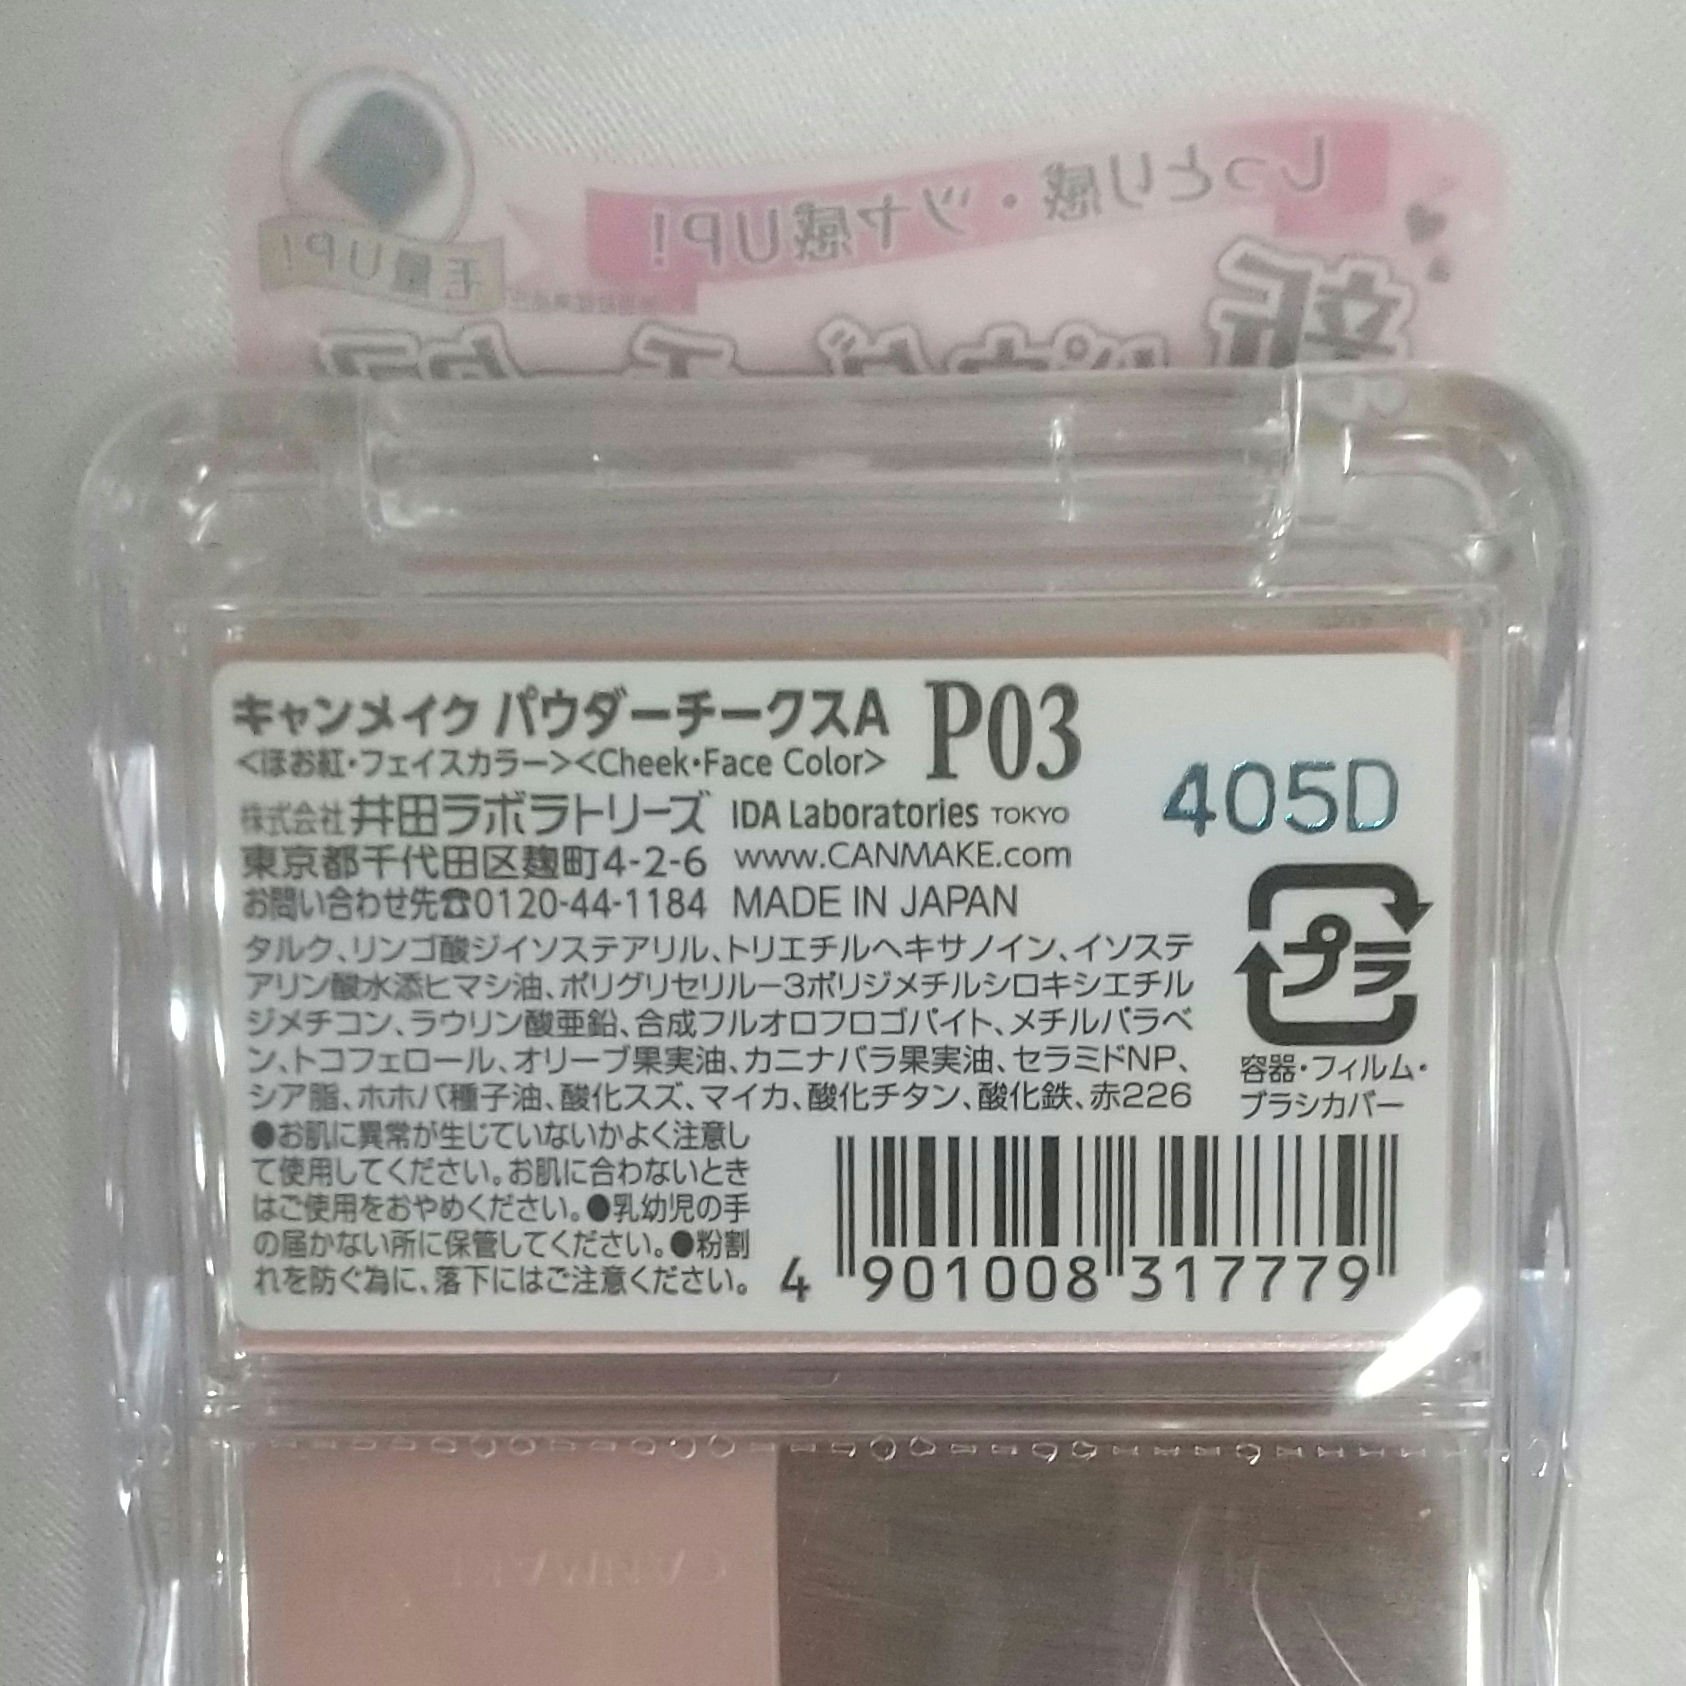 しっとり感・ツヤ感UP!
毛量UP!
新
キャンメイク パウダーチークスA P03
<ほお紅・フェイスカラー><Cheek・Face Color>
405D
株式会社井田ラボラトリーズ IDA Laboratories TOKYO
東京都千代田区麹町4-2-6 www.CANMAKE.com
お問い合わせ先☎0120-44-1184 MADE IN JAPAN
タルク、リンゴ酸ジイソステアリル、トリエチルヘキサノイン、イソステ
アリン酸水添ヒマシ油、ポリグリセリル－3ポリジメチルシロキシエチル
ジメチコン、ラウリン酸亜鉛、合成フルオロフロゴパイト、メチルパラベ
ン、トコフェロール、オリーブ果実油、カニナバラ果実油、セラミドNP、
シア脂、ホホバ種子油、酸化スズ、マイカ、酸化チタン、酸化鉄、赤226
プラ
容器・フィルム・
ブラシカバー
●お肌に異常が生じていないかよく注意し
て使用してください。お肌に合わないとき
はご使用をおやめください。●乳幼児の手
の届かない所に保管してください。●粉割
れを防ぐ為に、落下にはご注意ください。
4 901008 317779